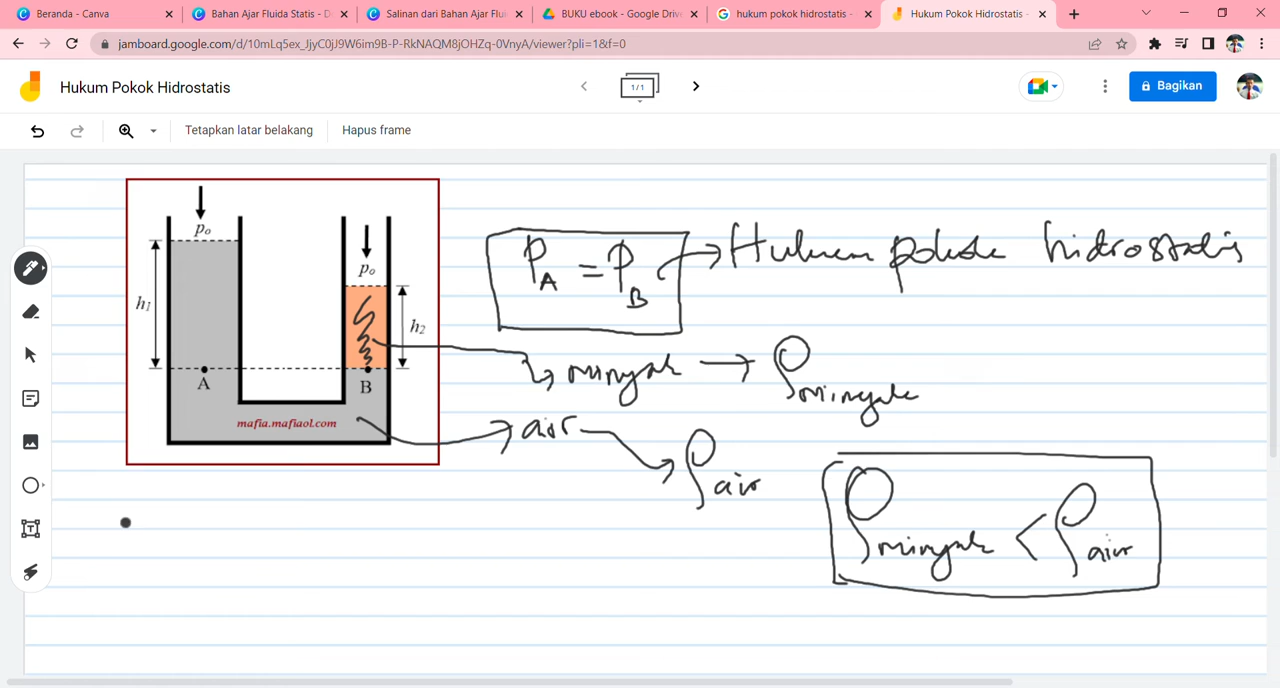 Beranda - Canva
Bahan Ajar Fluida Statis - D
Salinan dari Bahan Ajar Flui
BUKU ebook - Google Driv
hukum pokok hidrostatis -
Hukum Pokok Hidrostatis -
jamboard.google.com/d/10mLq5ex_JjyC0jJ9W6im9B-P-RkNAQM8jOHZq-0VnyA/viewer?pli=1&f=0
Hukum Pokok Hidrostatis
1/1
Bagikan
Tetapkan latar belakang
Hapus frame
p₀
p₀
h1
h2
A
B
mafia.mafiaol.com
P_A = P_B → Hukum pokok hidrostatis
minyak → ρ minyak
air → ρ air
ρ minyak < ρ air